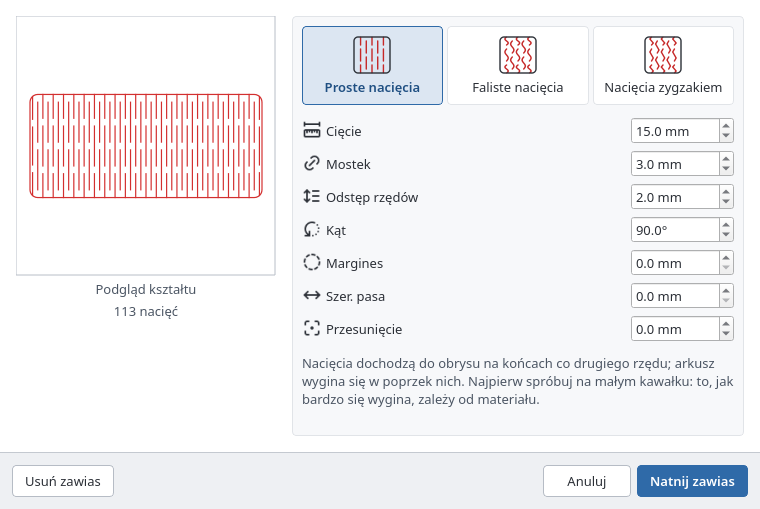 Podgląd kształtu
113 nacięć
Proste nacięcia
Faliste nacięcia
Nacięcia zygzakiem
Cięcie 15.0 mm
Mostek 3.0 mm
Odstęp rzędów 2.0 mm
Kąt 90.0°
Margines 0.0 mm
Szer. pasa 0.0 mm
Przesunięcie 0.0 mm
Nacięcia dochodzą do obrysu na końcach co drugiego rzędu; arkusz
wygina się w poprzek nich. Najpierw spróbuj na małym kawałku: to, jak
bardzo się wygina, zależy od materiału.
Usuń zawias
Anuluj
Natnij zawias